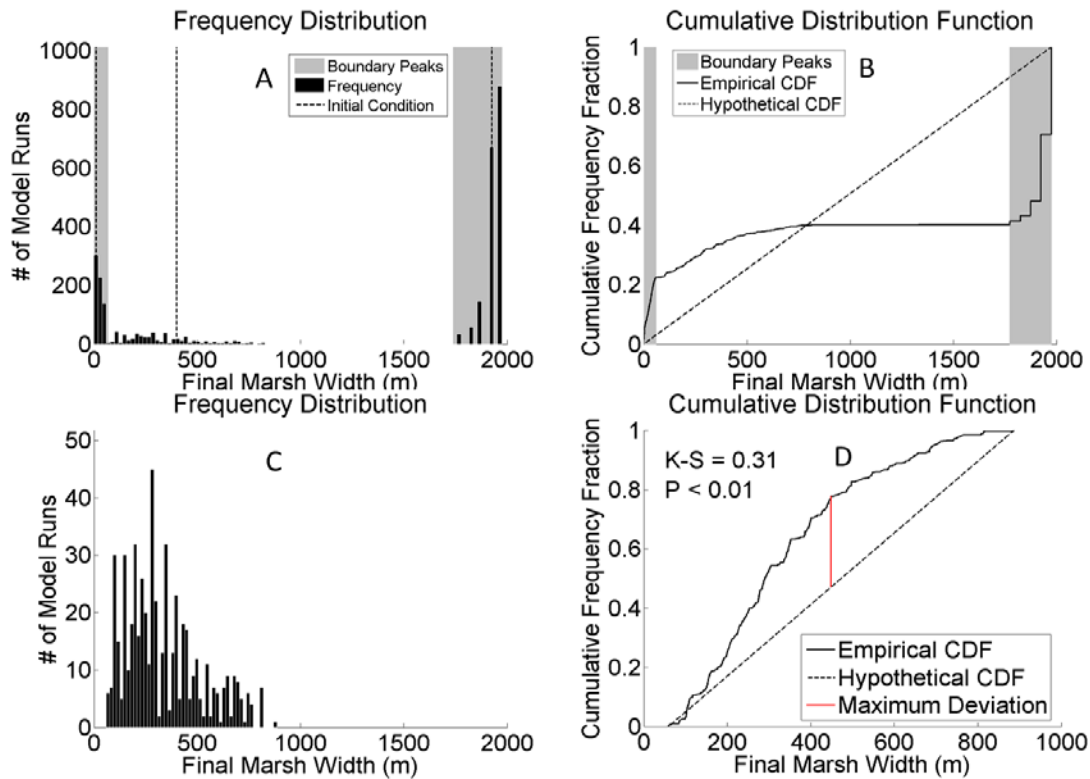 Frequency Distribution
1000
800
600
400
200
0
# of Model Runs
A
Boundary Peaks
Frequency
Initial Condition
0 500 1000 1500 2000
Final Marsh Width (m)
Cumulative Distribution Function
1
0.8
0.6
0.4
0.2
0
Cumulative Frequency Fraction
Boundary Peaks
Empirical CDF
Hypothetical CDF
B
0 500 1000 1500 2000
Final Marsh Width (m)
Frequency Distribution
50
40
30
20
10
0
# of Model Runs
C
0 500 1000 1500 2000
Final Marsh Width (m)
Cumulative Distribution Function
1
0.8
0.6
0.4
0.2
0
Cumulative Frequency Fraction
K-S = 0.31
P < 0.01
D
Empirical CDF
Hypothetical CDF
Maximum Deviation
0 200 400 600 800 1000
Final Marsh Width (m)